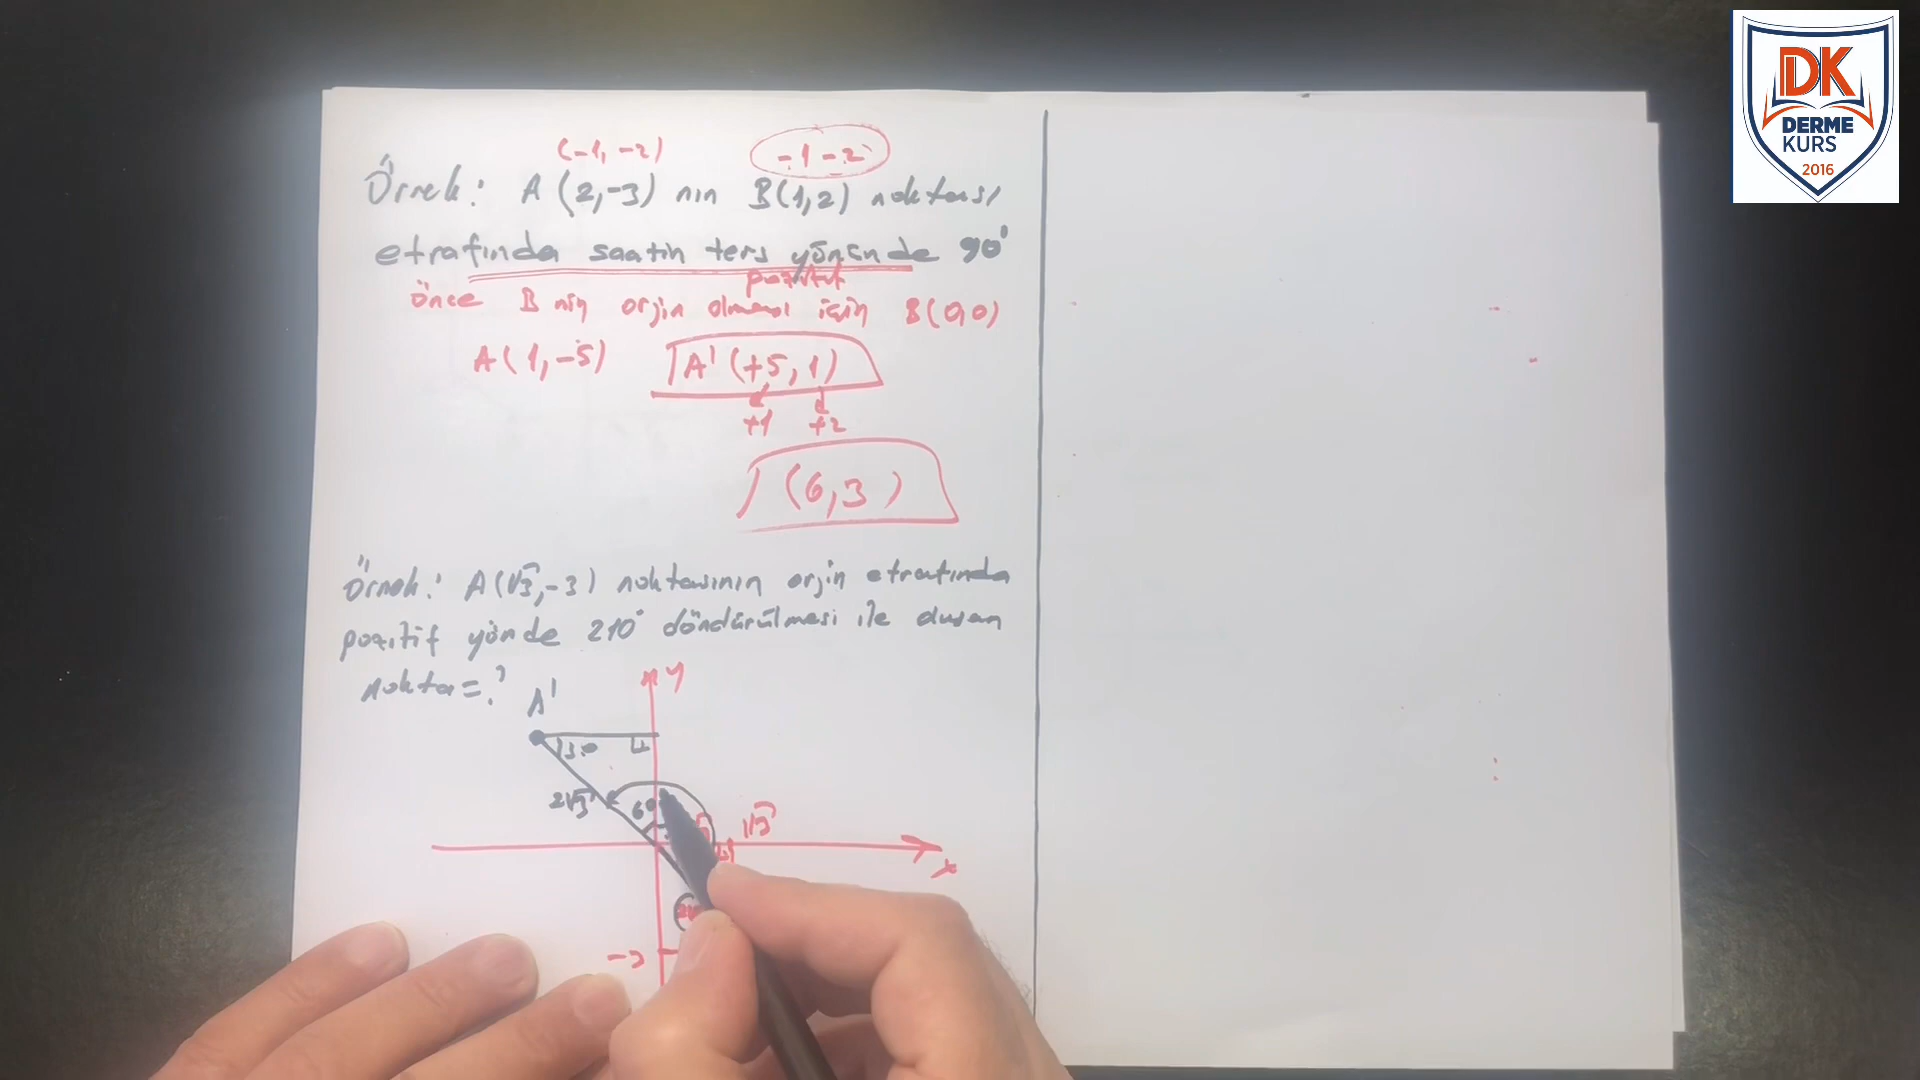 (-1, -2) -1 -2
Örnek: A (2,-3) nın B(1,2) noktası
etrafında saatin ters yönünde 90°
pozitif
önce B nin orjin olması için B(0,0)
A(1,-5) A'(+5,1)
+1 +2
(6,3)
Örnek: A(√3,-3) noktasının orjin etrafında
pozitif yönde 210° döndürülmesi ile oluşan
nokta=?
A' y
30
2√3 60 √3
x
-3
DK
DERME
KURS
2016